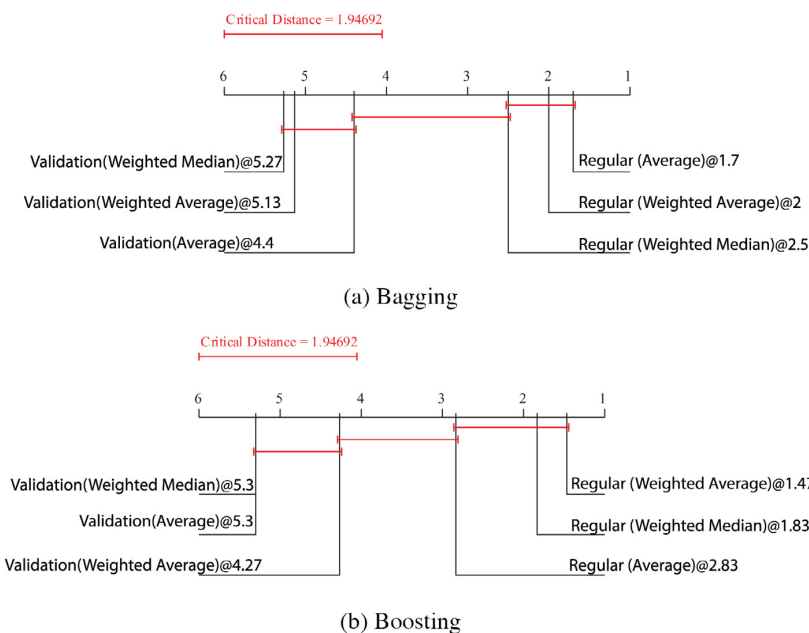 Critical Distance = 1.94692
6 5 4 3 2 1
Validation(Weighted Median)@5.27 Regular (Average)@1.7
Validation(Weighted Average)@5.13 Regular (Weighted Average)@2
Validation(Average)@4.4 Regular (Weighted Median)@2.5
(a) Bagging
Critical Distance = 1.94692
6 5 4 3 2 1
Validation(Weighted Median)@5.3 Regular (Weighted Average)@1.47
Validation(Average)@5.3 Regular (Weighted Median)@1.83
Validation(Weighted Average)@4.27 Regular (Average)@2.83
(b) Boosting